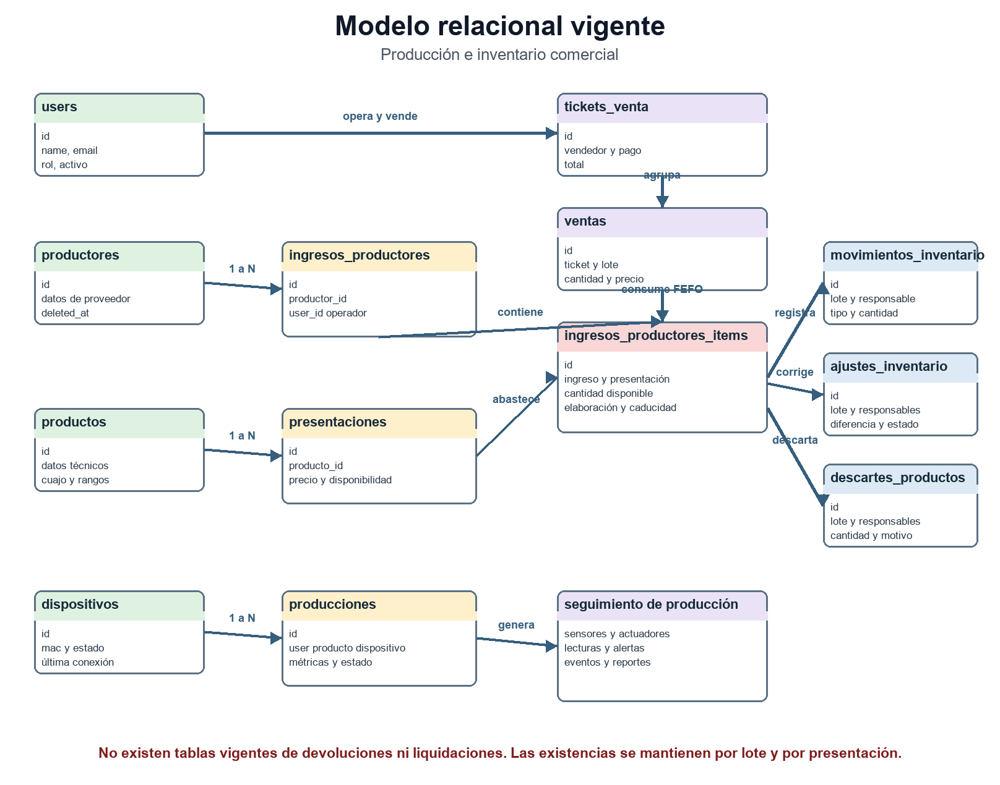 Modelo relacional vigente
Producción e inventario comercial
users
id
name, email
rol, activo
opera y vende
tickets_venta
id
vendedor y pago
total
agrupa
ventas
id
ticket y lote
cantidad y precio
consume FEFO
productores
id
datos de proveedor
deleted_at
1 a N
ingresos_productores
id
productor_id
user_id operador
contiene
ingresos_productores_items
id
ingreso y presentación
cantidad disponible
elaboración y caducidad
registra
movimientos_inventario
id
lote y responsable
tipo y cantidad
corrige
ajustes_inventario
id
lote y responsables
diferencia y estado
descarta
descartes_productos
id
lote y responsables
cantidad y motivo
productos
id
datos técnicos
cuajo y rangos
1 a N
presentaciones
id
producto_id
precio y disponibilidad
abastece
dispositivos
id
mac y estado
última conexión
1 a N
producciones
id
user producto dispositivo
métricas y estado
genera
seguimiento de producción
sensores y actuadores
lecturas y alertas
eventos y reportes
No existen tablas vigentes de devoluciones ni liquidaciones. Las existencias se mantienen por lote y por presentación.